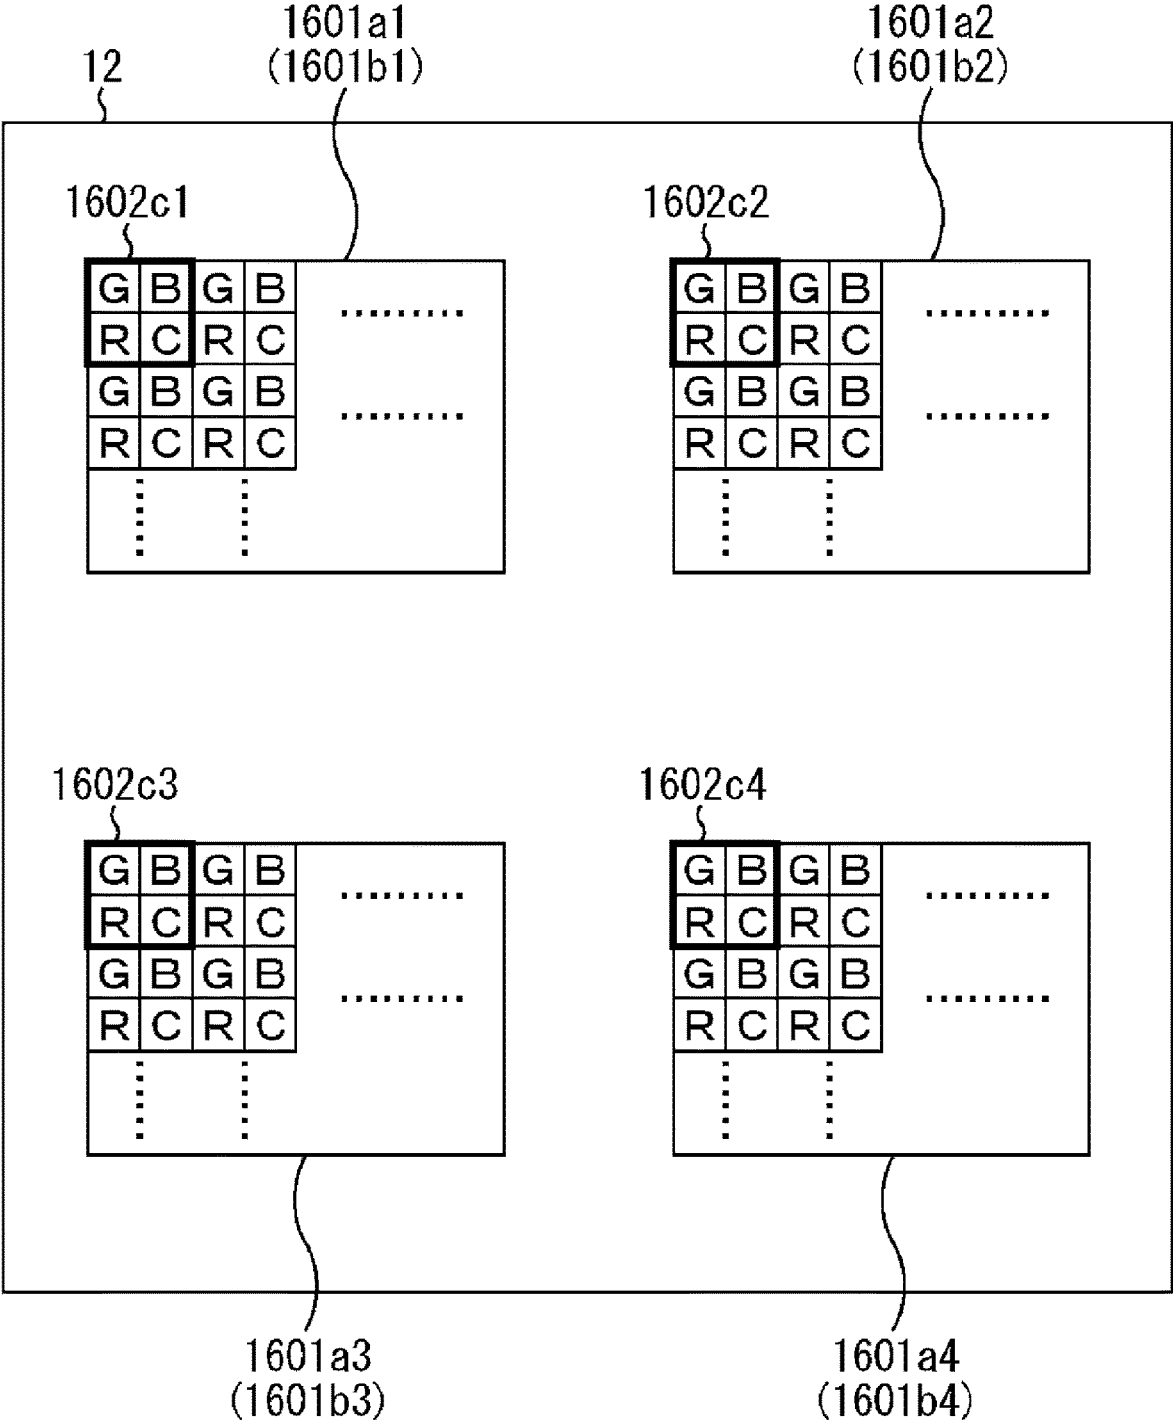 1601a1
(1601b1)
1601a2
(1601b2)
12
1602c1
1602c2
G B G B
R C R C
G B G B
R C R C
G B G B
R C R C
G B G B
R C R C
1602c3
1602c4
G B G B
R C R C
G B G B
R C R C
G B G B
R C R C
G B G B
R C R C
1601a3
(1601b3)
1601a4
(1601b4)